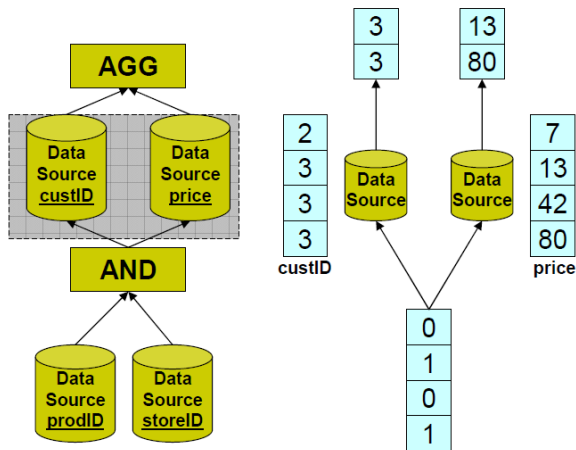 AGG
Data
Source
custID
Data
Source
price
AND
Data
Source
prodID
Data
Source
storeID
3
3
13
80
2
3
3
3
custID
Data
Source
Data
Source
7
13
42
80
price
0
1
0
1